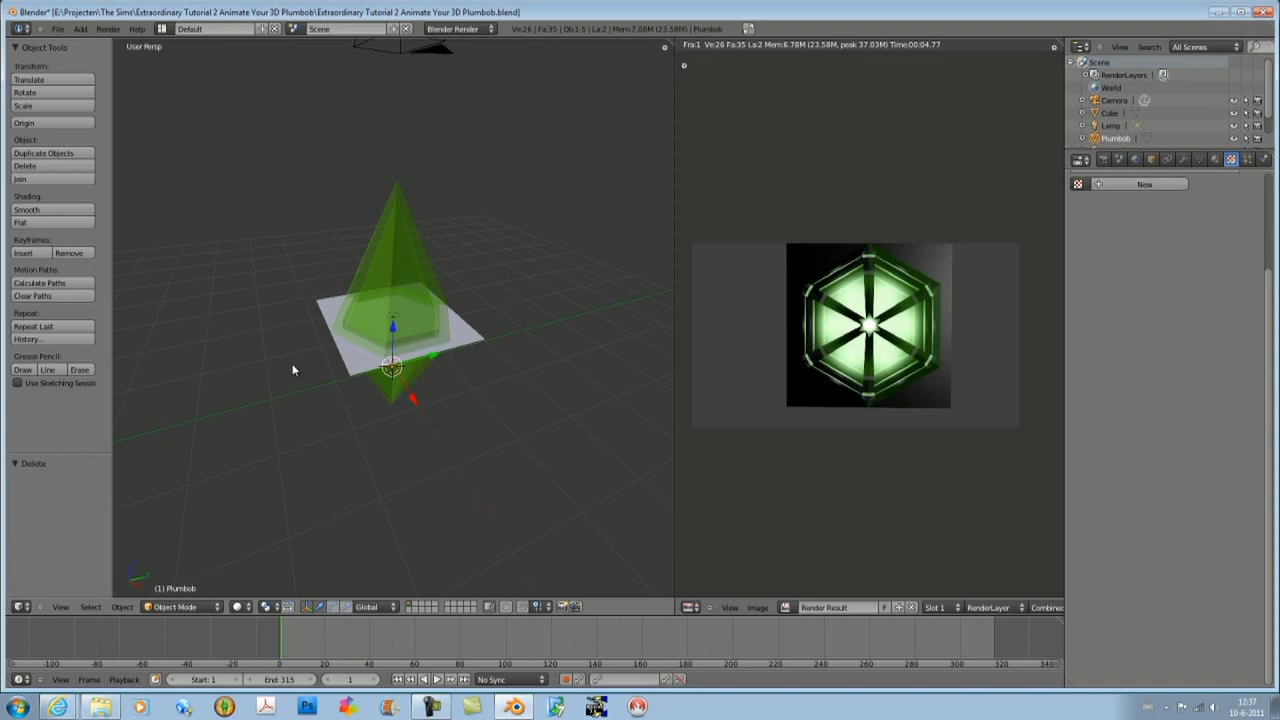 Blender* [E:\Projecten\The Sims\Extraordinary Tutorial 2 Animate Your 3D Plumbob\Extraordinary Tutorial 2 Animate Your 3D Plumbob.blend]
File Add Render Help Default Scene Blender Render Ve:26 | Fa:35 | Ob:1-5 | La:2 | Mem:7.08M (23.58M) | Plumbob
Object Tools
User Persp
Fra:1 Ve:26 Fa:35 La:2 Mem:6.78M (23.58M, peak 37.03M) Time:00:04.77
View Search All Scenes
Scene
RenderLayers
World
Camera
Cube
Lamp
Plumbob
New
Transform:
Translate
Rotate
Scale
Origin
Object:
Duplicate Objects
Delete
Join
Shading:
Smooth
Flat
Keyframes:
Insert Remove
Motion Paths:
Calculate Paths
Clear Paths
Repeat:
Repeat Last
History...
Grease Pencil:
Draw Line Erase
Use Sketching Sessio
Delete
(1) Plumbob
View Select Object Object Mode Global
View Image Render Result F Slot 1 RenderLayer Combined
-100 -80 -60 -40 -20 0 20 40 60 80 100 120 140 160 180 200 220 240 260 280 300 320 340
View Frame Playback Start: 1 End: 315 1 No Sync
12:37
10-6-2011